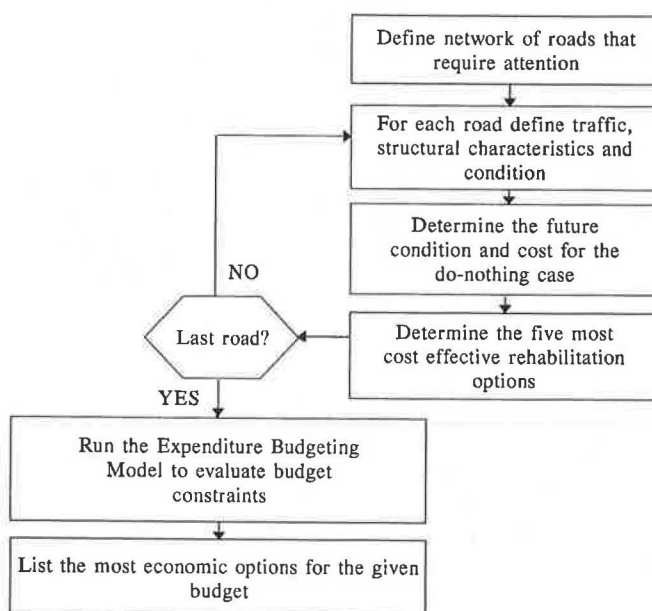 Define network of roads that
require attention
For each road define traffic,
structural characteristics and
condition
Determine the future
condition and cost for the
do-nothing case
NO
Last road?
Determine the five most
cost effective rehabilitation
options
YES
Run the Expenditure Budgeting
Model to evaluate budget
constraints
List the most economic options for the given
budget